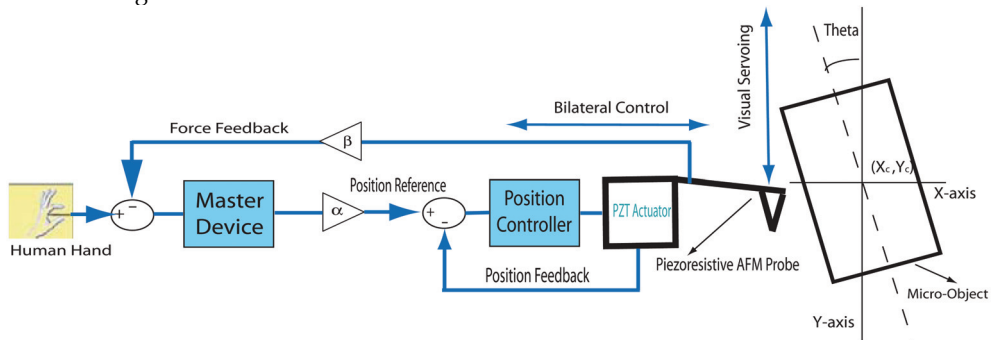 Theta
Visual Servoing
Bilateral Control
Force Feedback
β
(Xc,Yc)
X-axis
Position Reference
Human Hand
+
−
Master
Device
α
+
−
Position
Controller
PZT Actuator
Piezoresistive AFM Probe
Position Feedback
Micro-Object
Y-axis